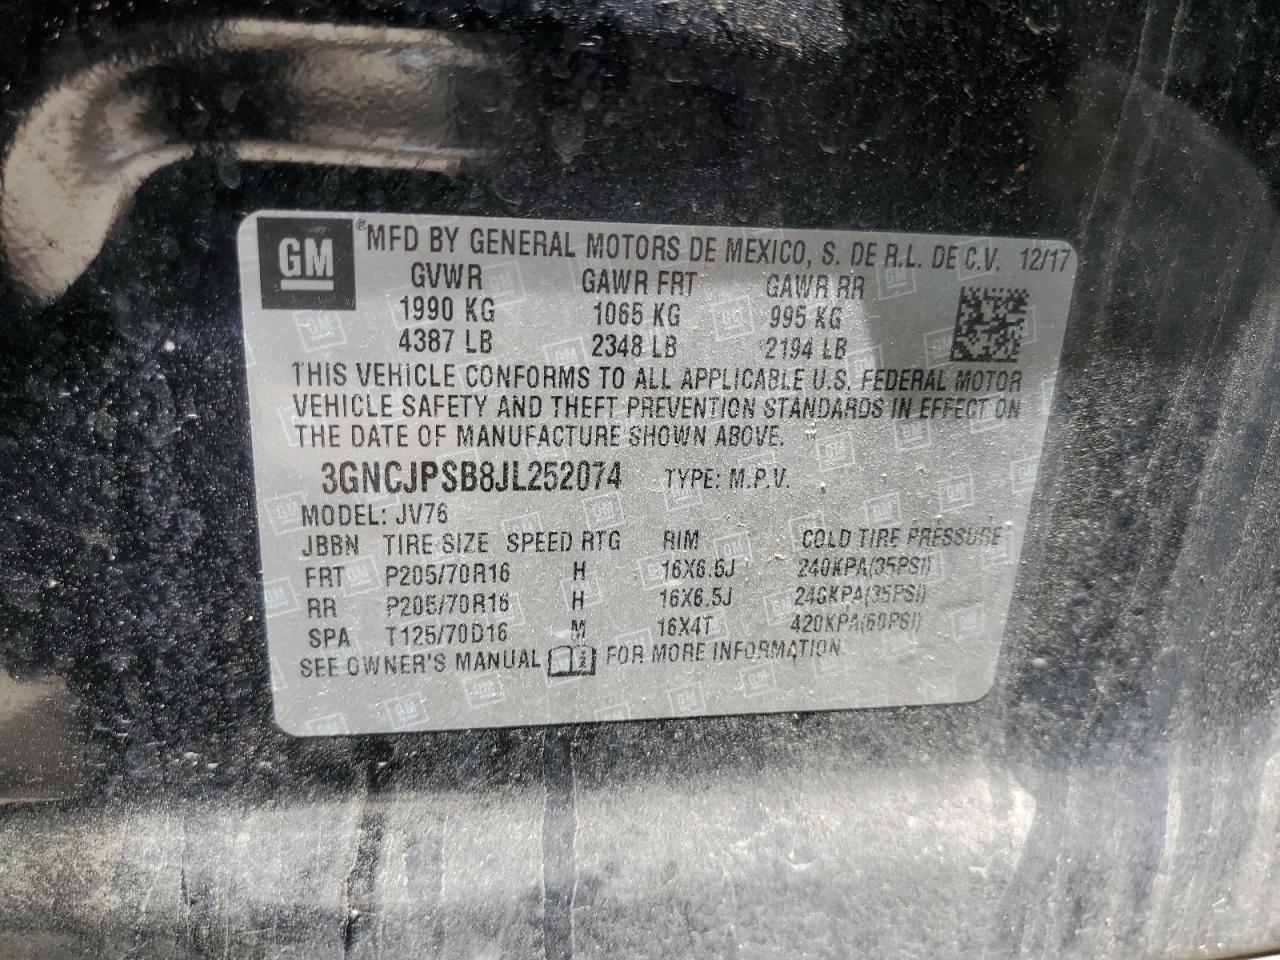 GM ® MFD BY GENERAL MOTORS DE MEXICO, S. DE R.L. DE C.V. 12/17
GVWR GAWR FRT GAWR RR
1990 KG 1065 KG 995 KG
4387 LB 2348 LB 2194 LB
THIS VEHICLE CONFORMS TO ALL APPLICABLE U.S. FEDERAL MOTOR
VEHICLE SAFETY AND THEFT PREVENTION STANDARDS IN EFFECT ON
THE DATE OF MANUFACTURE SHOWN ABOVE.
3GNCJPSB8JL252074 TYPE: M.P.V.
MODEL: JV76
JBBN TIRE SIZE SPEED RTG RIM COLD TIRE PRESSURE
FRT P205/70R16 H 16X6.5J 240KPA(35PSI)
RR P205/70R16 H 16X6.5J 240KPA(35PSI)
SPA T125/70D16 M 16X4T 420KPA(60PSI)
SEE OWNER'S MANUAL FOR MORE INFORMATION